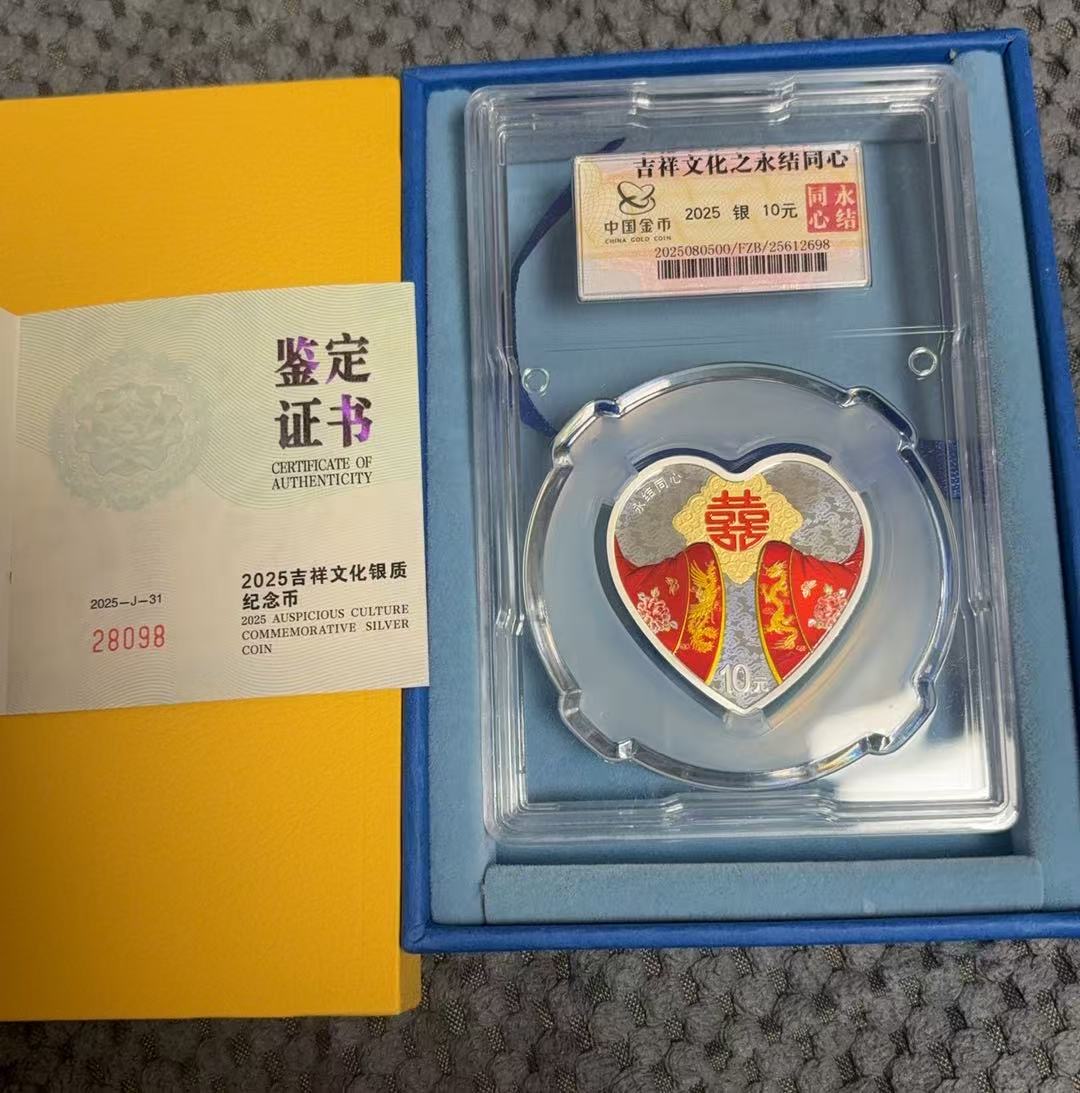 鉴定
证书
CERTIFICATE OF
AUTHENTICITY
2025吉祥文化银质
纪念币
2025 AUSPICIOUS CULTURE
COMMEMORATIVE SILVER
COIN
2025-J-31
28098
吉祥文化之永结同心
中国金币
CHINA GOLD COIN
2025 银 10元
永结
同心
2025080500/FZB/25612698
永结同心
囍
10元